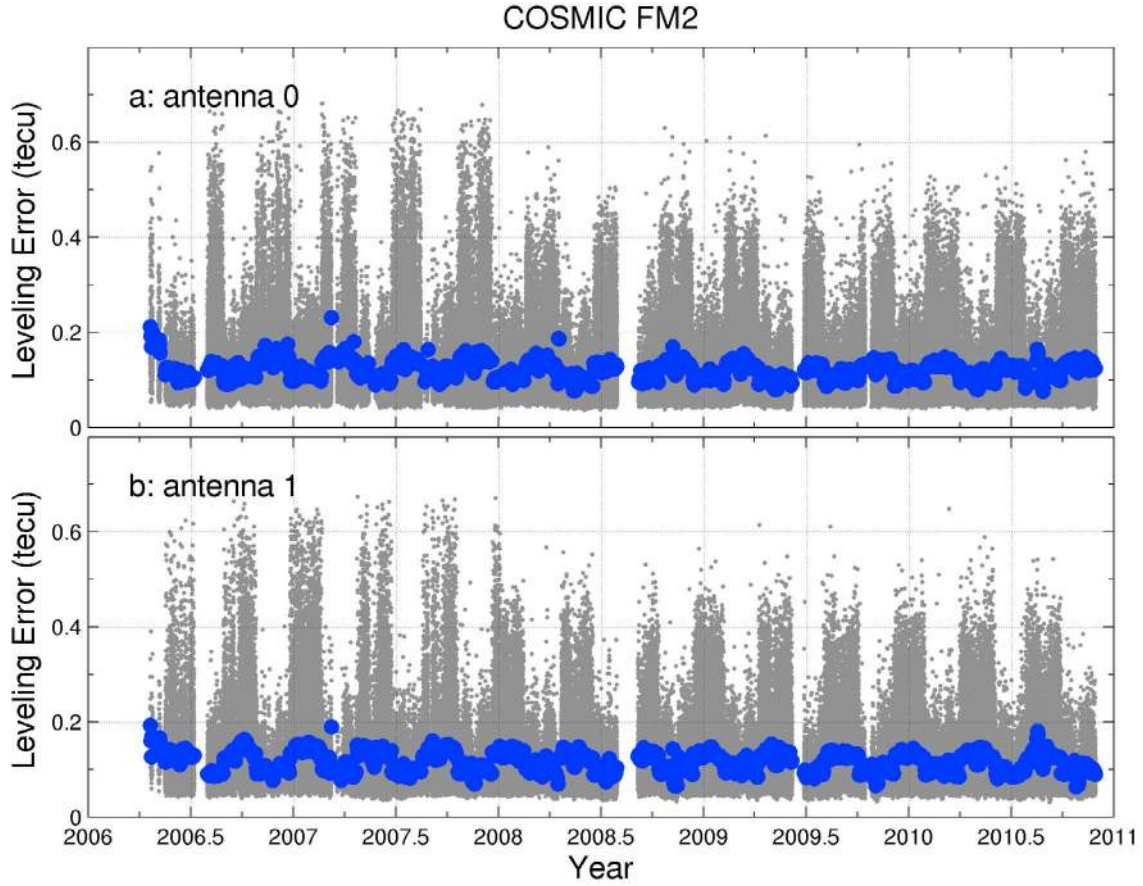 COSMIC FM2
a: antenna 0
Leveling Error (tecu)
0.6
0.4
0.2
0
b: antenna 1
Leveling Error (tecu)
0.6
0.4
0.2
0
2006 2006.5 2007 2007.5 2008 2008.5 2009 2009.5 2010 2010.5 2011
Year